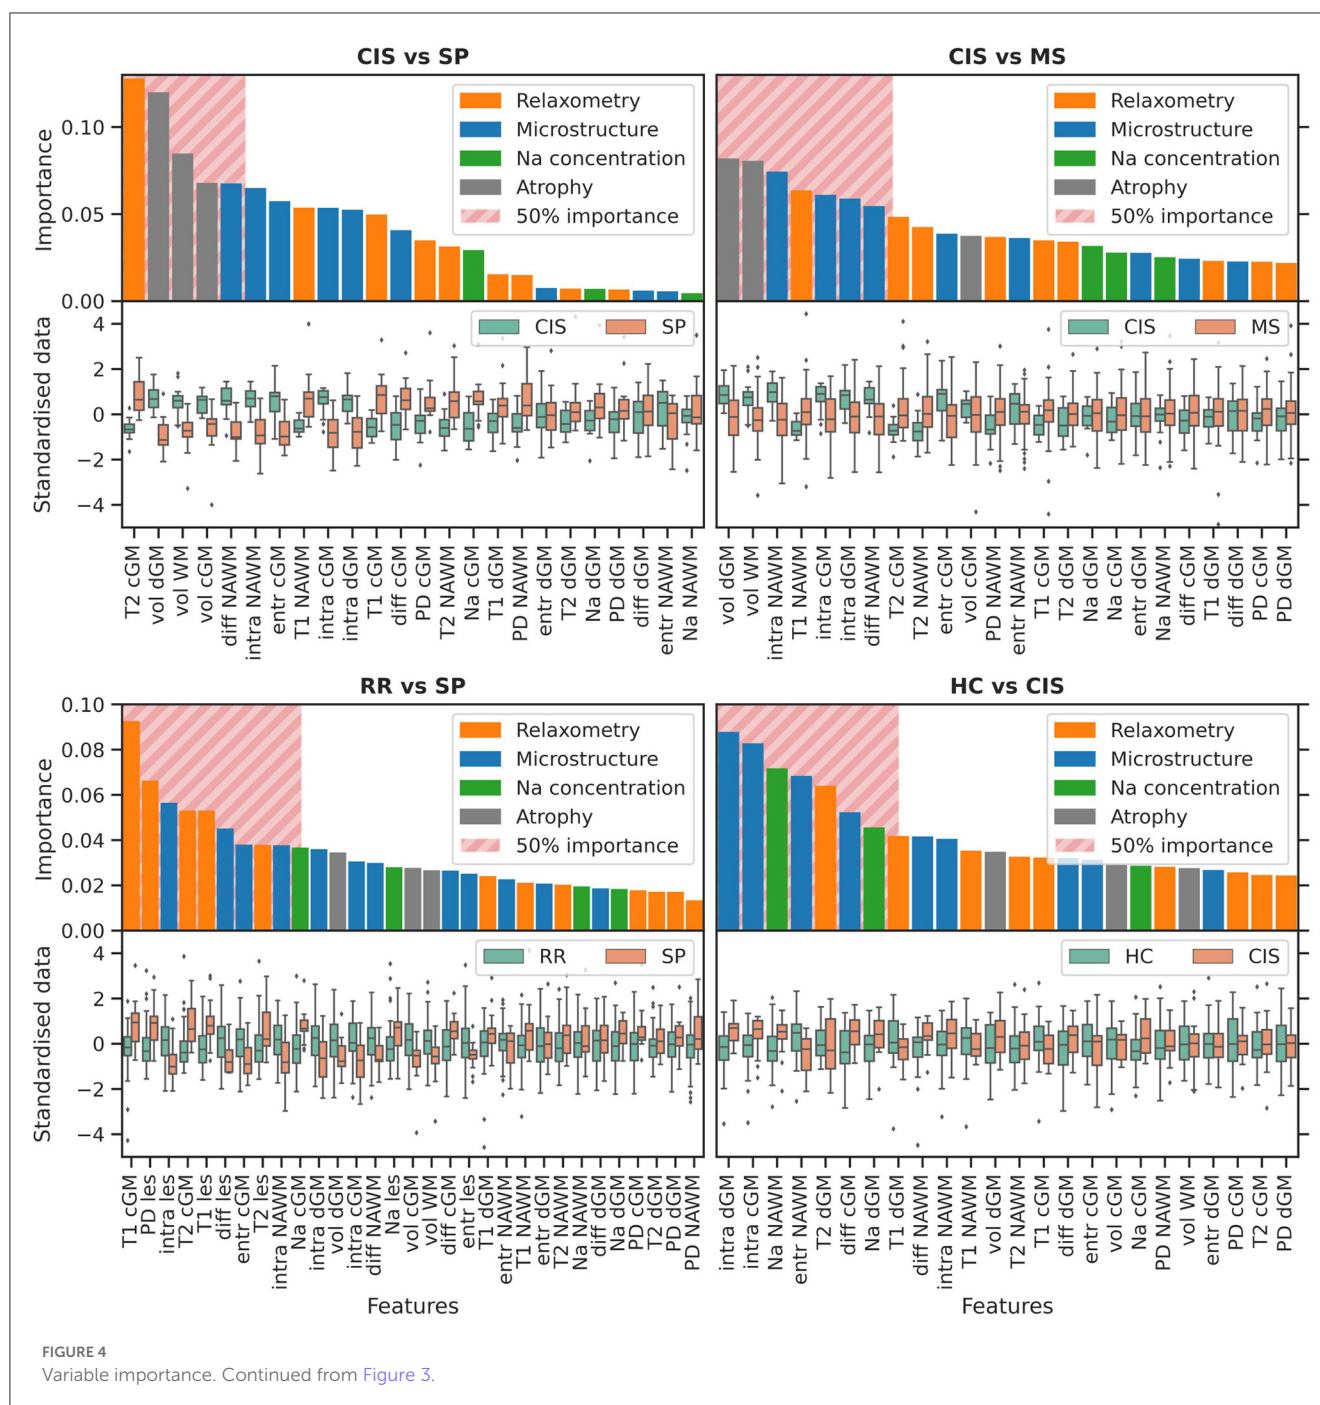 CIS vs SP
CIS vs MS
Importance
0.10
0.05
0.00
Relaxometry
Microstructure
Na concentration
Atrophy
50% importance
Relaxometry
Microstructure
Na concentration
Atrophy
50% importance
Standardised data
4
2
0
−2
−4
CIS SP
CIS MS
T2 cGM
vol dGM
vol WM
vol cGM
diff NAWM
intra NAWM
entr cGM
T1 NAWM
intra cGM
intra dGM
T1 cGM
diff cGM
PD cGM
T2 NAWM
Na cGM
T1 dGM
PD NAWM
entr dGM
T2 dGM
Na dGM
PD dGM
diff dGM
entr NAWM
Na NAWM
vol dGM
vol WM
intra NAWM
T1 NAWM
intra cGM
intra dGM
diff NAWM
T2 cGM
T2 NAWM
entr cGM
vol cGM
PD NAWM
entr NAWM
T1 cGM
T2 dGM
Na dGM
Na cGM
entr dGM
Na NAWM
diff cGM
T1 dGM
diff dGM
PD cGM
PD dGM
RR vs SP
HC vs CIS
Importance
0.10
0.08
0.06
0.04
0.02
0.00
Relaxometry
Microstructure
Na concentration
Atrophy
50% importance
Relaxometry
Microstructure
Na concentration
Atrophy
50% importance
Standardised data
4
2
0
−2
−4
RR SP
HC CIS
T1 cGM
PD les
intra les
T2 cGM
T1 les
diff les
entr cGM
T2 les
intra NAWM
Na cGM
intra dGM
vol dGM
intra cGM
diff NAWM
Na les
vol cGM
vol WM
diff cGM
entr les
T1 dGM
entr NAWM
T1 NAWM
entr dGM
T2 NAWM
Na NAWM
diff dGM
Na dGM
PD cGM
T2 dGM
PD dGM
PD NAWM
intra dGM
intra cGM
Na NAWM
entr NAWM
T2 dGM
diff cGM
Na dGM
T1 dGM
diff NAWM
intra NAWM
T1 NAWM
vol dGM
T2 NAWM
T1 cGM
diff dGM
entr cGM
vol cGM
Na cGM
PD NAWM
vol WM
entr dGM
PD cGM
T2 cGM
PD dGM
Features
Features
FIGURE 4
Variable importance. Continued from Figure 3.